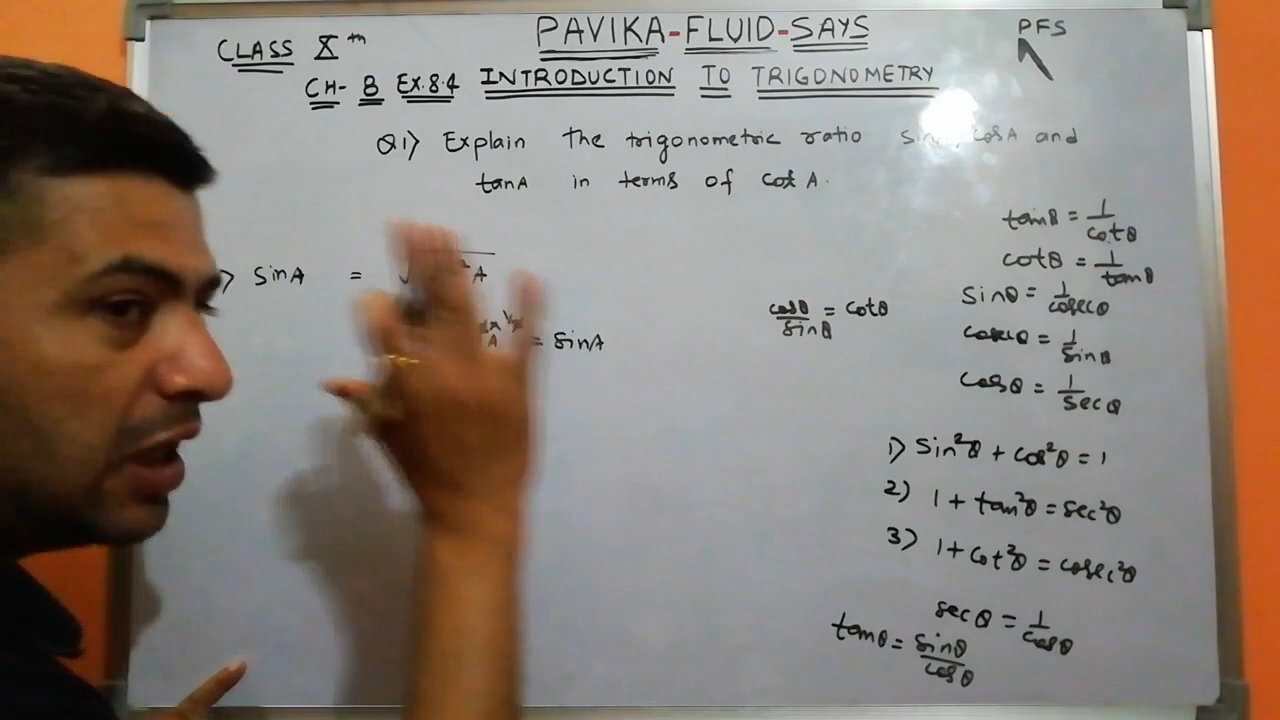 PAVIKA-FLUID-SAYS
PFS
CLASS Xth
CH- 8 EX.8.4 INTRODUCTION TO TRIGONOMETRY
Q1) Explain the trigonometric ratio cosA and
tanA in terms of cot A.
tanθ = 1/cotθ
cotθ = 1/tanθ
) sinA = √ ²A
sinθ = 1/cosecθ
cosθ/sinθ = cotθ
A = sinA
cosecθ = 1/sinθ
cosθ = 1/secθ
1) sin²θ + cos²θ = 1
2) 1 + tan²θ = sec²θ
3) 1 + cot²θ = cosec²θ
secθ = 1/cosθ
tanθ = sinθ/cosθ